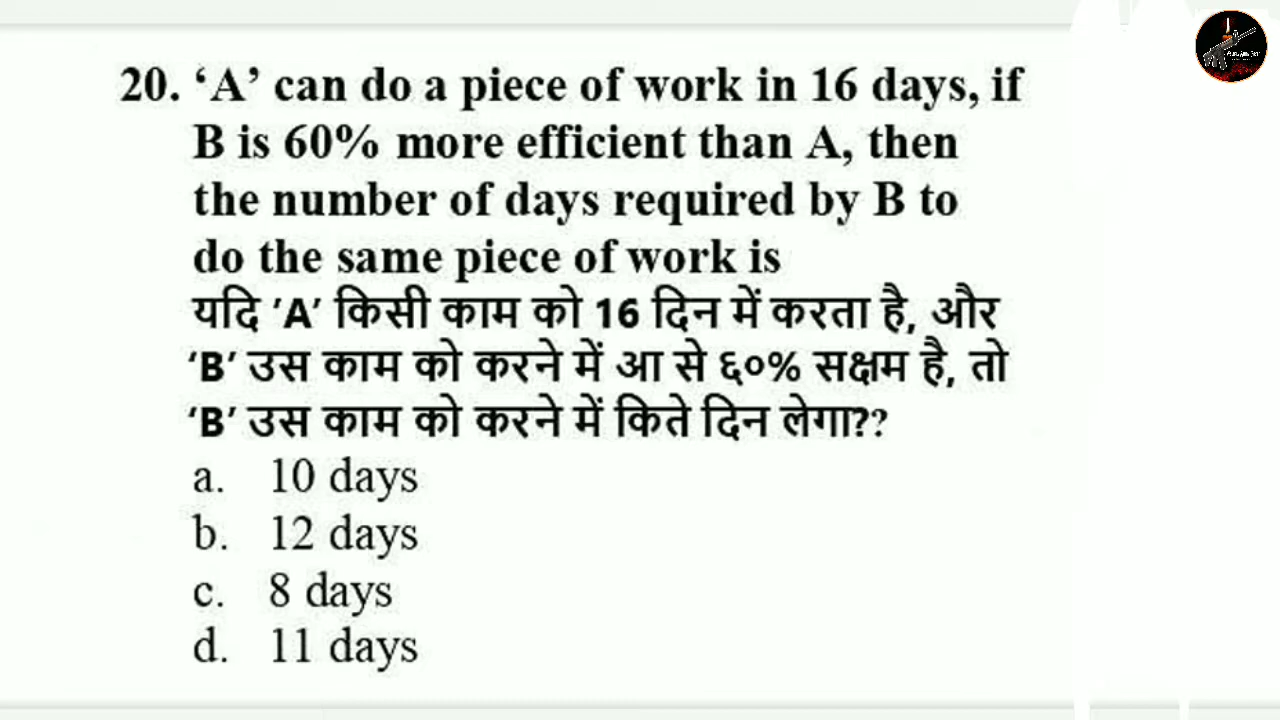 20. ‘A’ can do a piece of work in 16 days, if
B is 60% more efficient than A, then
the number of days required by B to
do the same piece of work is
यदि ’A’ किसी काम को 16 दिन में करता है, और
‘B’ उस काम को करने में आ से ६०% सक्षम है, तो
‘B’ उस काम को करने में किते दिन लेगा??
a. 10 days
b. 12 days
c. 8 days
d. 11 days